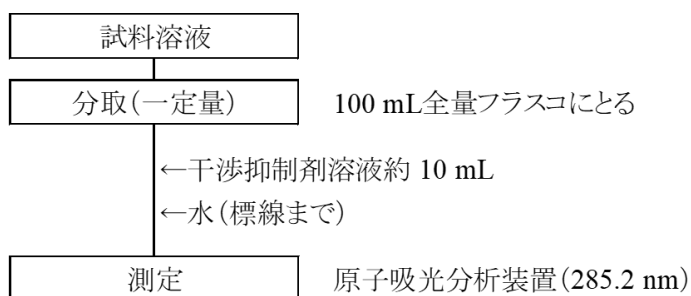 試料溶液
分取(一定量) 100 mL全量フラスコにとる
←干渉抑制剤溶液約 10 mL
←水(標線まで)
測定 原子吸光分析装置(285.2 nm)